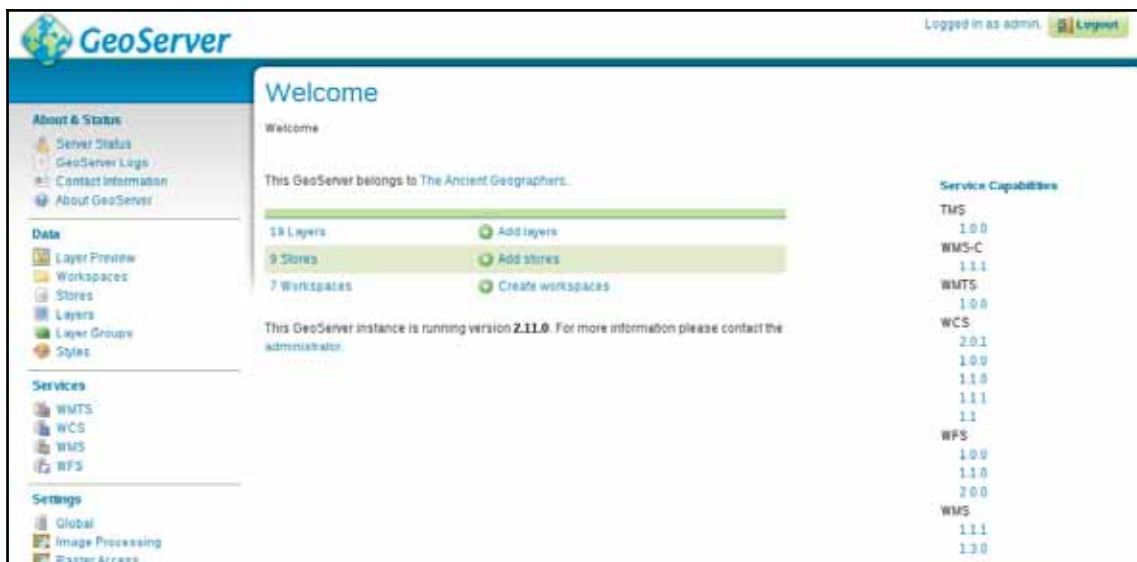 GeoServer
Logged in as admin.
Logout
About & Status
Server Status
GeoServer Logs
Contact Information
About GeoServer
Data
Layer Preview
Workspaces
Stores
Layers
Layer Groups
Styles
Services
WMTS
WCS
WMS
WFS
Settings
Global
Image Processing
Raster Access
Welcome
Welcome
This GeoServer belongs to The Ancient Geographers.
19 Layers Add layers
9 Stores Add stores
7 Workspaces Create workspaces
This GeoServer instance is running version 2.11.0. For more information please contact the
administrator.
Service Capabilities
TMS
1.0.0
WMS-C
1.1.1
WMTS
1.0.0
WCS
2.0.1
1.0.0
1.1.0
1.1.1
1.1
WFS
1.0.0
1.1.0
2.0.0
WMS
1.1.1
1.3.0